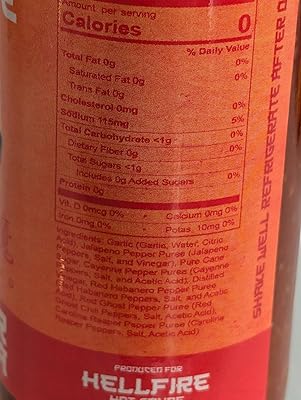 Amount per serving
Calories 0
% Daily Value
Total Fat 0g 0%
Saturated Fat 0g 0%
Trans Fat 0g
Cholesterol 0mg 0%
Sodium 115mg 5%
Total Carbohydrate <1g 0%
Dietary Fiber 0g 0%
Total Sugars <1g
Includes 0g Added Sugars 0%
Protein 0g
Vit. D 0mcg 0% • Calcium 0mg 0%
Iron 0mg 0% • Potas. 10mg 0%
Ingredients: Garlic (Garlic, Water, Citric
Acid), Jalapeno Pepper Puree (Jalapeno
Peppers, Salt, and Vinegar), Pure Cane
Sugar, Cayenne Pepper Puree (Cayenne
Peppers, Salt, and Acetic Acid), Distilled
Vinegar, Red Habanero Pepper Puree
(Red Habanero Peppers, Salt, and Acetic
Acid), Red Ghost Pepper Puree (Red
Ghost Chili Peppers, Salt, Acetic Acid),
Carolina Reaper Pepper Puree (Carolina
Reaper Peppers, Salt, Acetic Acid)
PRODUCED FOR
HELLFIRE
HOT SAUCE
SHAKE WELL REFRIGERATE AFTER O